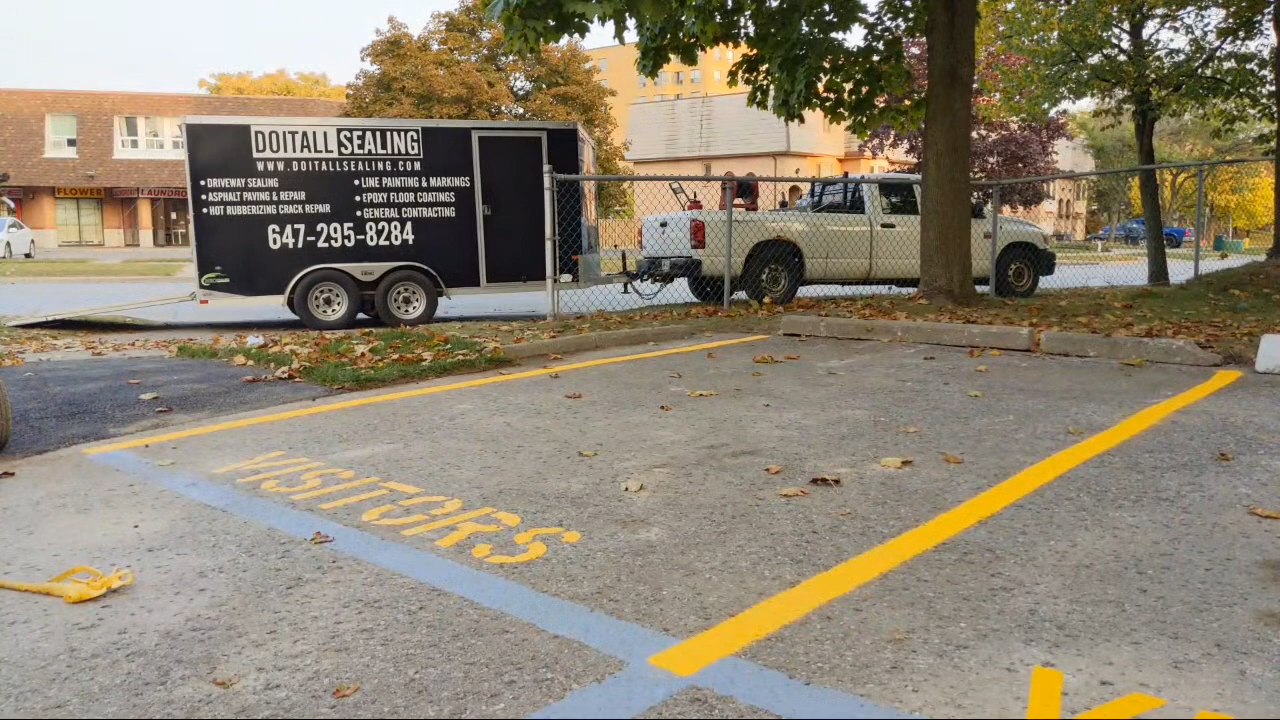 DOITALL SEALING
WWW.DOITALLSEALING.COM
• DRIVEWAY SEALING
• ASPHALT PAVING & REPAIR
• HOT RUBBERIZING CRACK REPAIR
• LINE PAINTING & MARKINGS
• EPOXY FLOOR COATINGS
• GENERAL CONTRACTING
647-295-8284
FLOWER
VISITORS